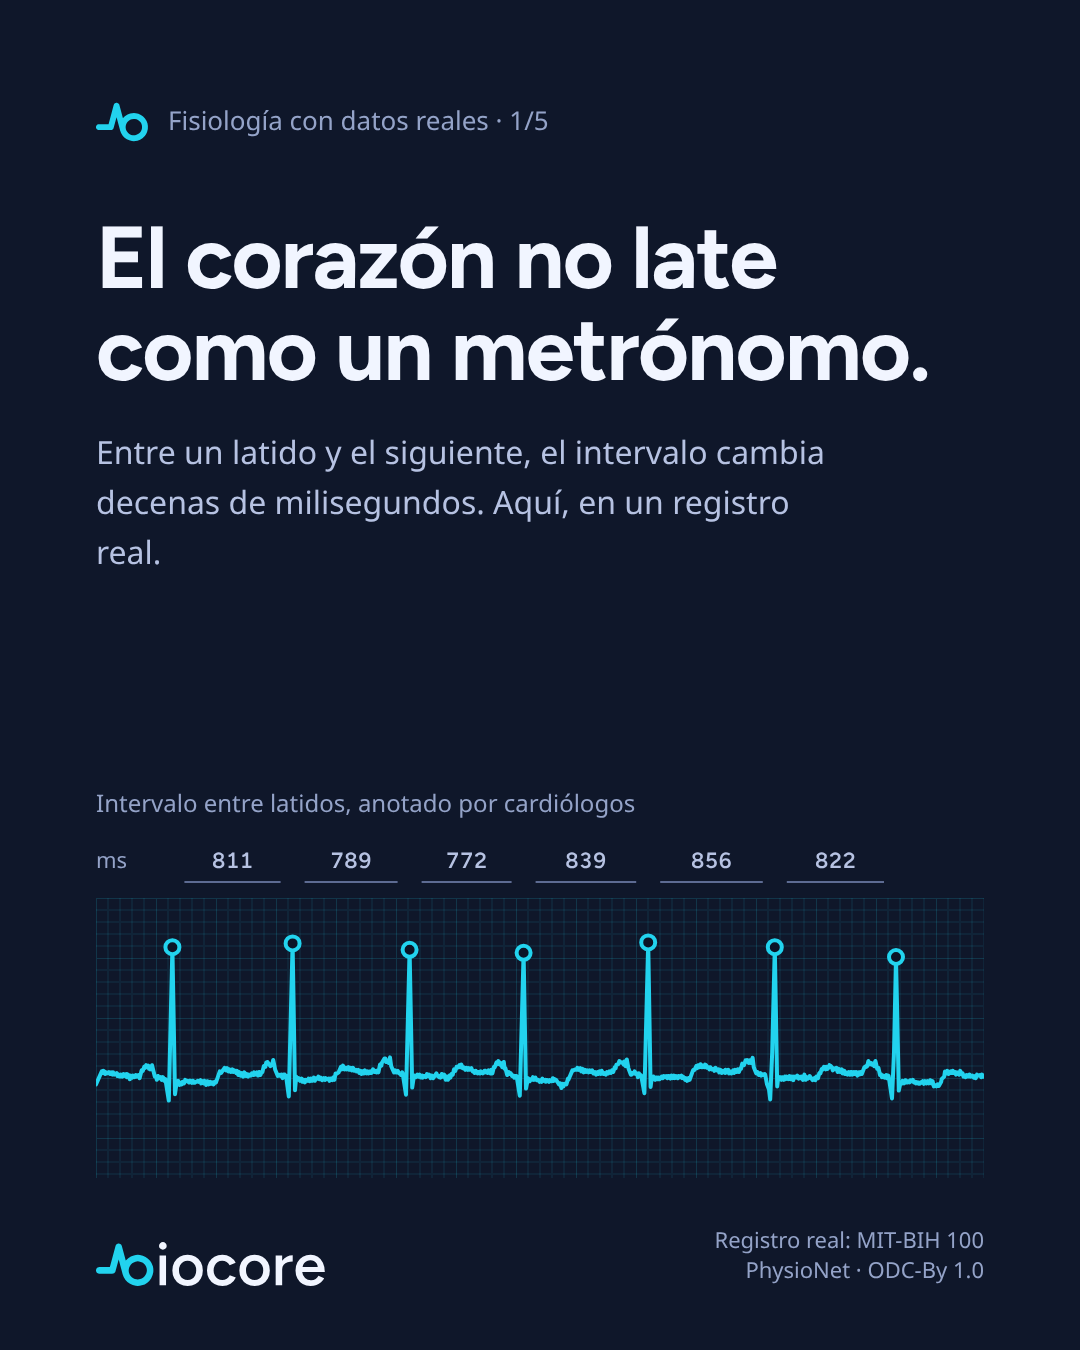 Fisiología con datos reales · 1/5
El corazón no late
como un metrónomo.
Entre un latido y el siguiente, el intervalo cambia
decenas de milisegundos. Aquí, en un registro
real.
Intervalo entre latidos, anotado por cardiólogos
ms 811 789 772 839 856 822
biocore
Registro real: MIT-BIH 100
PhysioNet · ODC-By 1.0